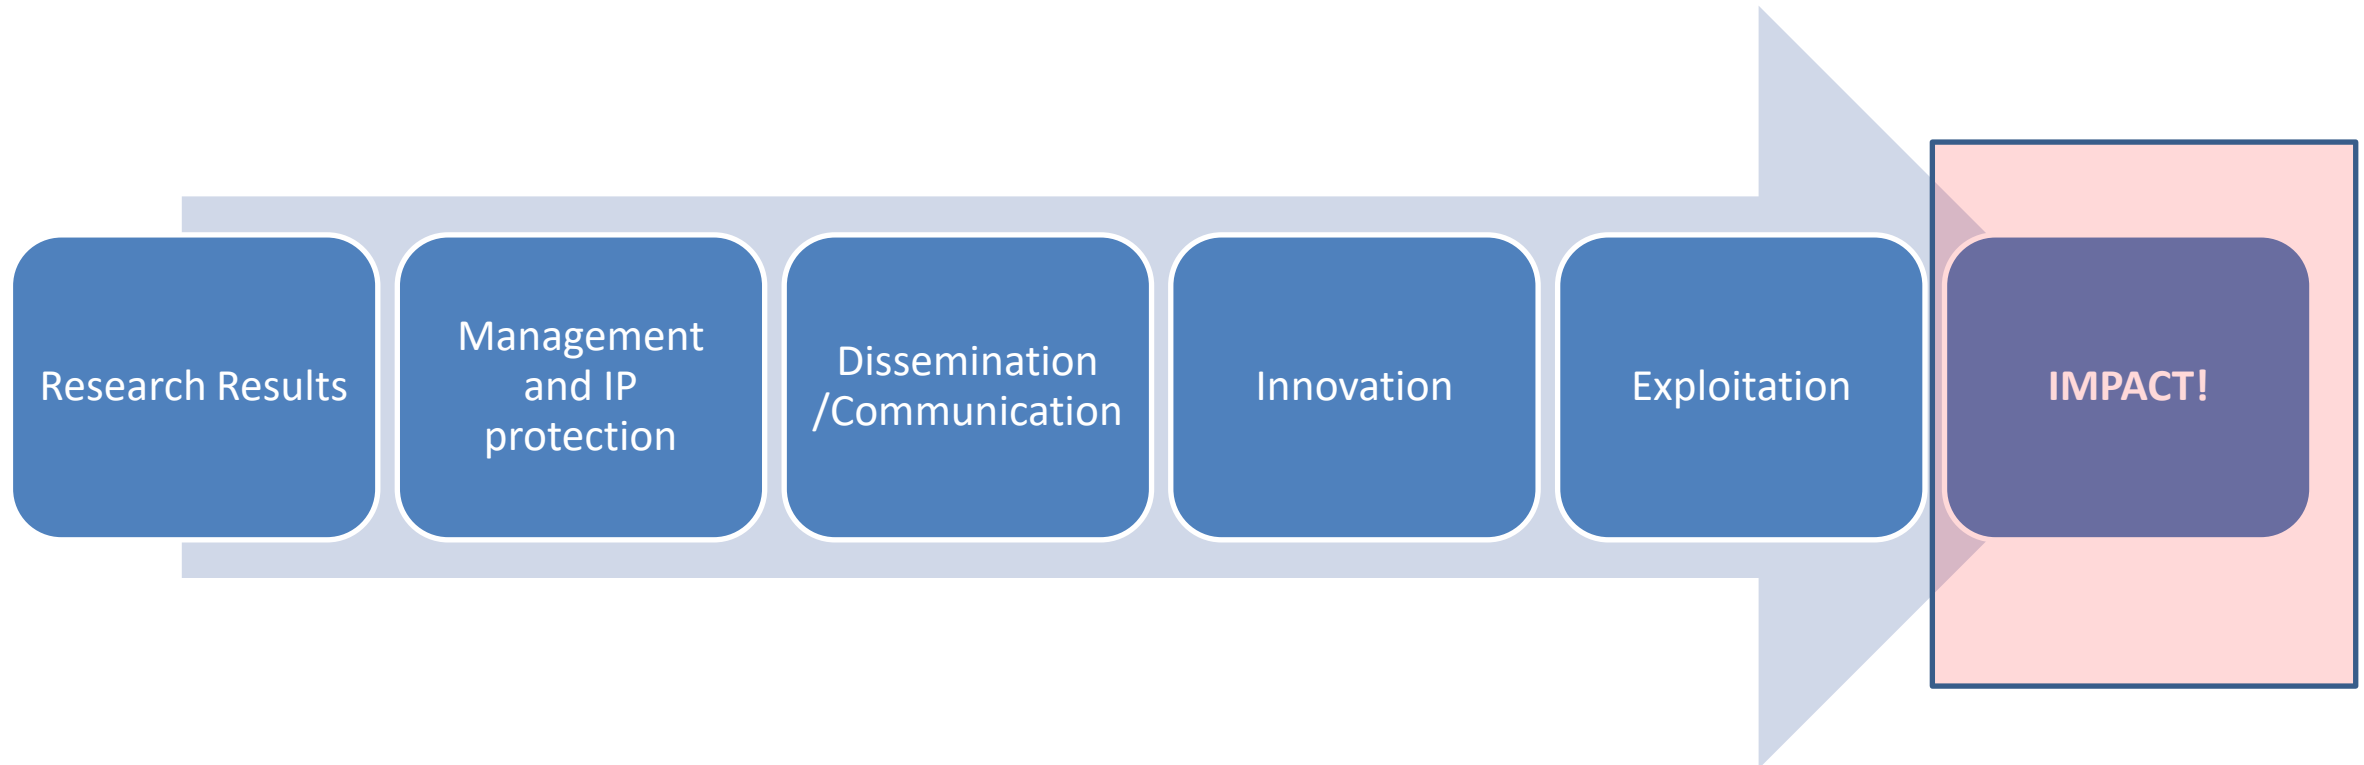 Research Results
Management
and IP
protection
Dissemination
/Communication
Innovation
Exploitation
IMPACT!